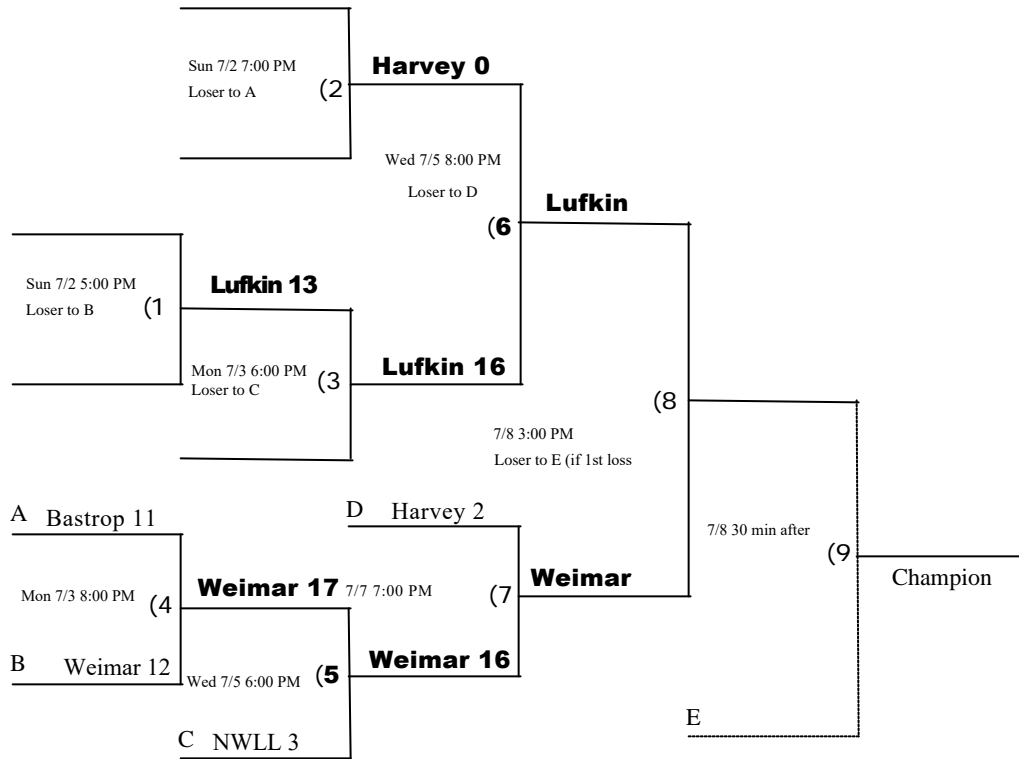 Sun 7/2 7:00 PM
Loser to A
(2
Harvey 0
Wed 7/5 8:00 PM
Loser to D
(6
Lufkin
Sun 7/2 5:00 PM
Loser to B
(1
Lufkin 13
Mon 7/3 6:00 PM
Loser to C
(3
Lufkin 16
(8
7/8 3:00 PM
Loser to E (if 1st loss
A Bastrop 11
D Harvey 2
7/8 30 min after
(9
Champion
Mon 7/3 8:00 PM
(4
Weimar 17
7/7 7:00 PM
(7
Weimar
B Weimar 12
Wed 7/5 6:00 PM
(5
Weimar 16
C NWLL 3
E